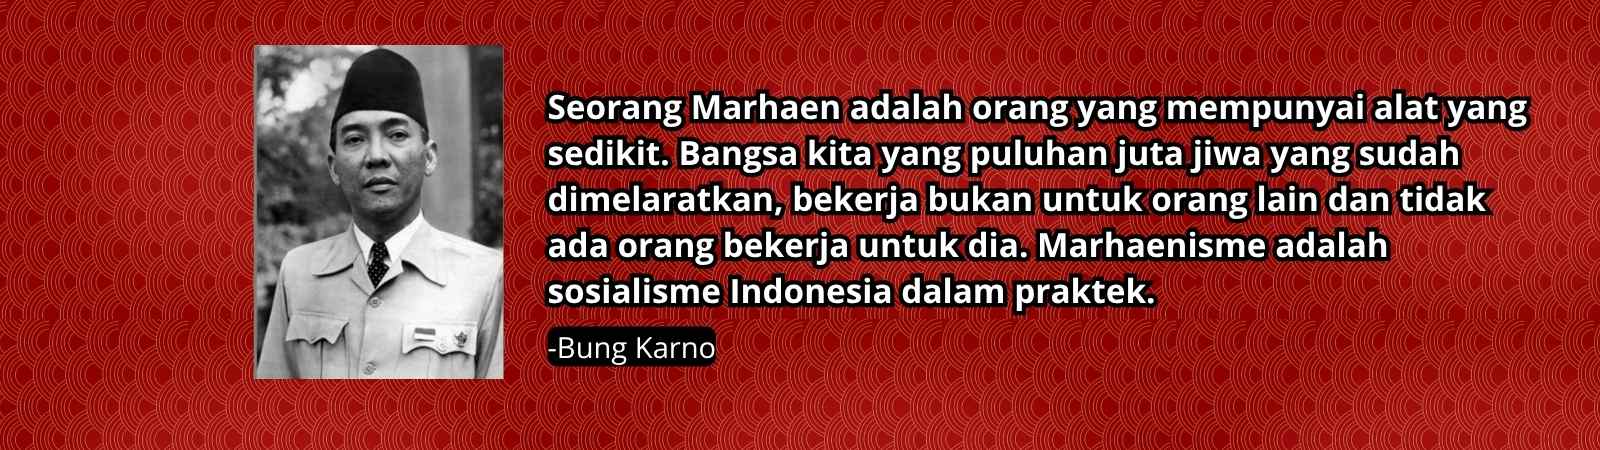 Seorang Marhaen adalah orang yang mempunyai alat yang
sedikit. Bangsa kita yang puluhan juta jiwa yang sudah
dimelaratkan, bekerja bukan untuk orang lain dan tidak
ada orang bekerja untuk dia. Marhaenisme adalah
sosialisme Indonesia dalam praktek.
-Bung Karno